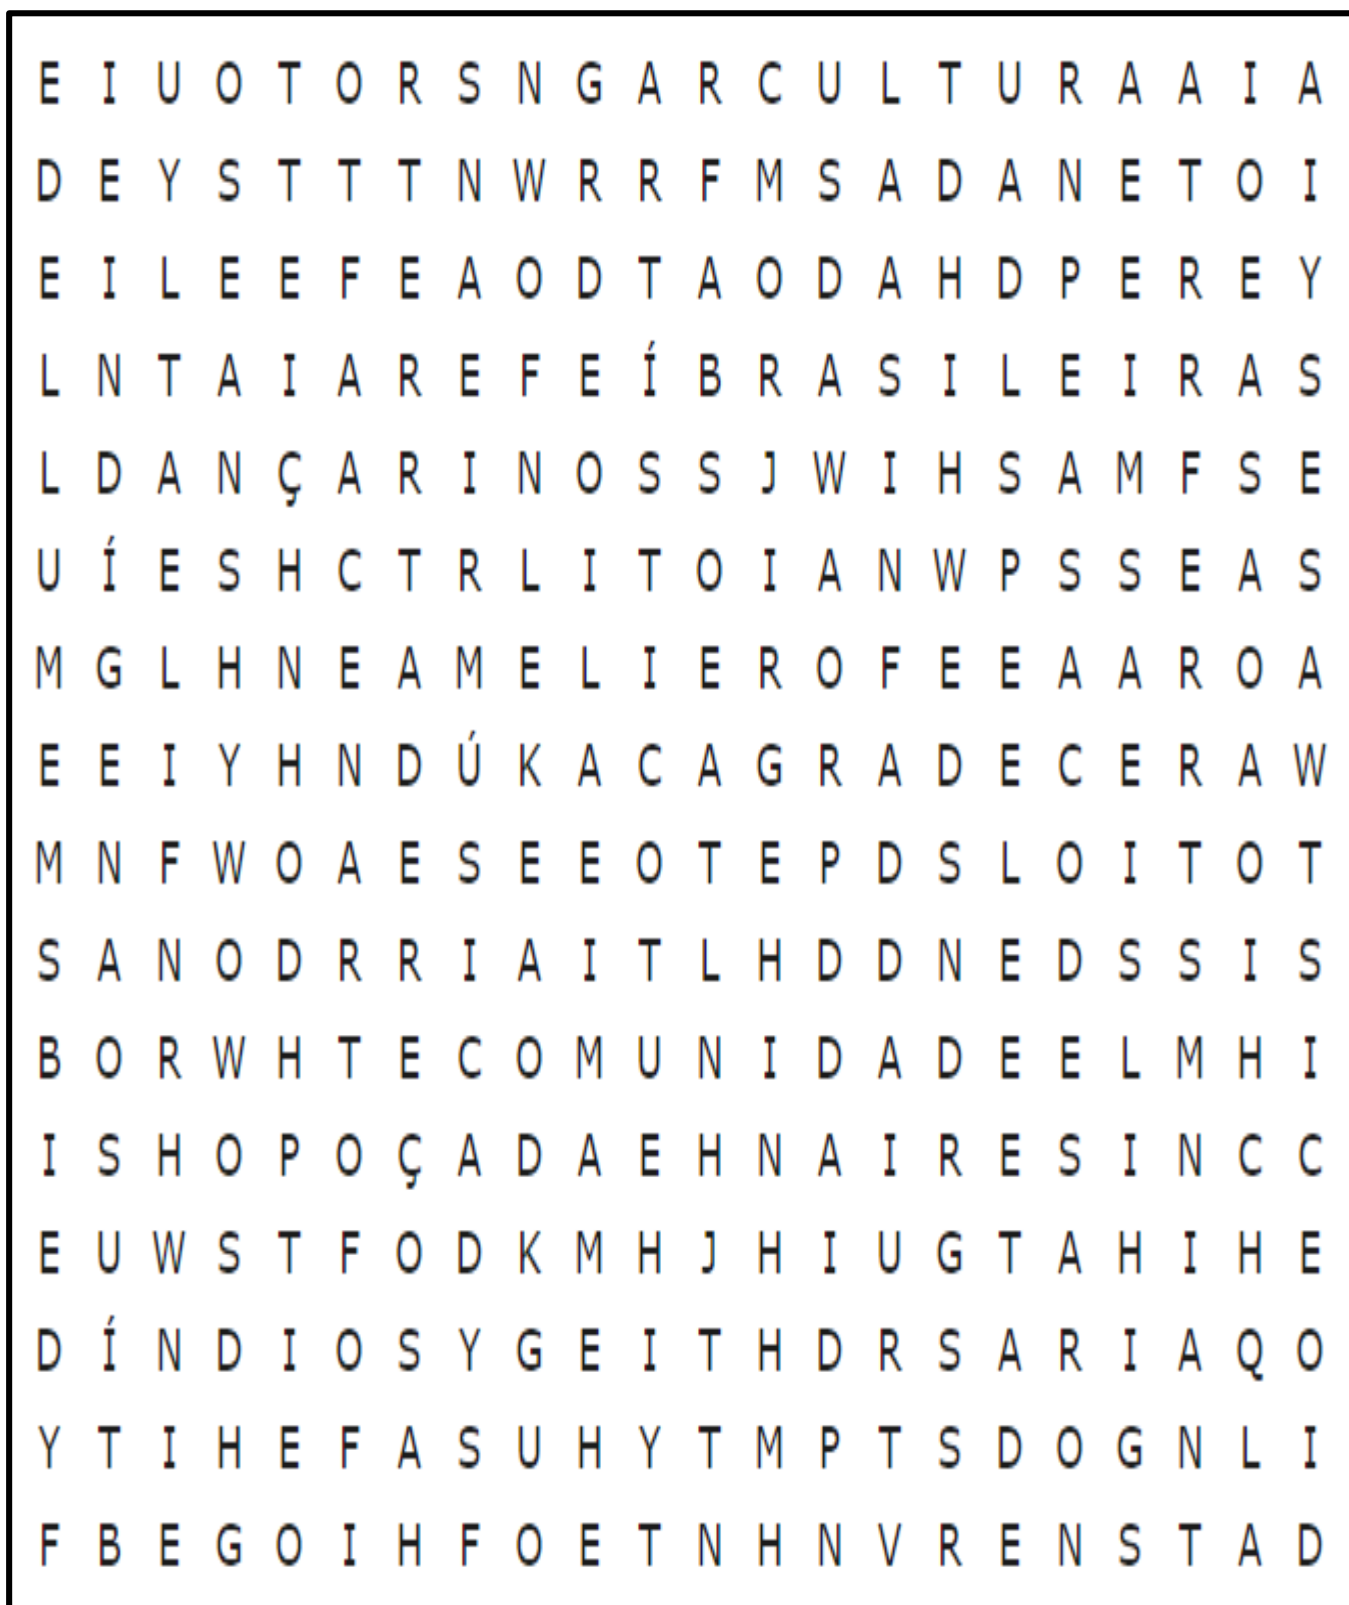 E I U O T O R S N G A R C U L T U R A A I A
D E Y S T T T N W R R F M S A D A N E T O I
E I L E E F E A O D T A O D A H D P E R E Y
L N T A I A R E F E Í B R A S I L E I R A S
L D A N Ç A R I N O S S J W I H S A M F S E
U Í E S H C T R L I T O I A N W P S S E A S
M G L H N E A M E L I E R O F E E A A R O A
E E I Y H N D Ú K A C A G R A D E C E R A W
M N F W O A E S E E O T E P D S L O I T O T
S A N O D R R I A I T L H D D N E D S S I S
B O R W H T E C O M U N I D A D E E L M H I
I S H O P O Ç A D A E H N A I R E S I N C C
E U W S T F O D K M H J H I U G T A H I H E
D Í N D I O S Y G E I T H D R S A R I A Q O
Y T I H E F A S U H Y T M P T S D O G N L I
F B E G O I H F O E T N H N V R E N S T A D